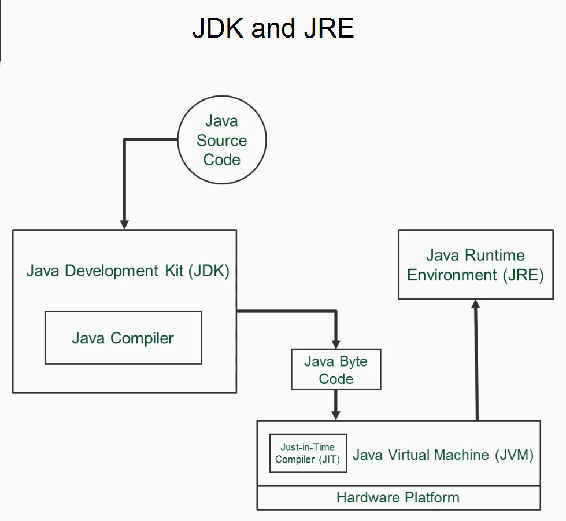 JDK and JRE
Java
Source
Code
Java Development Kit (JDK)
Java Compiler
Java Runtime
Environment (JRE)
Java Byte
Code
Just-in-Time
Compiler (JIT)
Java Virtual Machine (JVM)
Hardware Platform